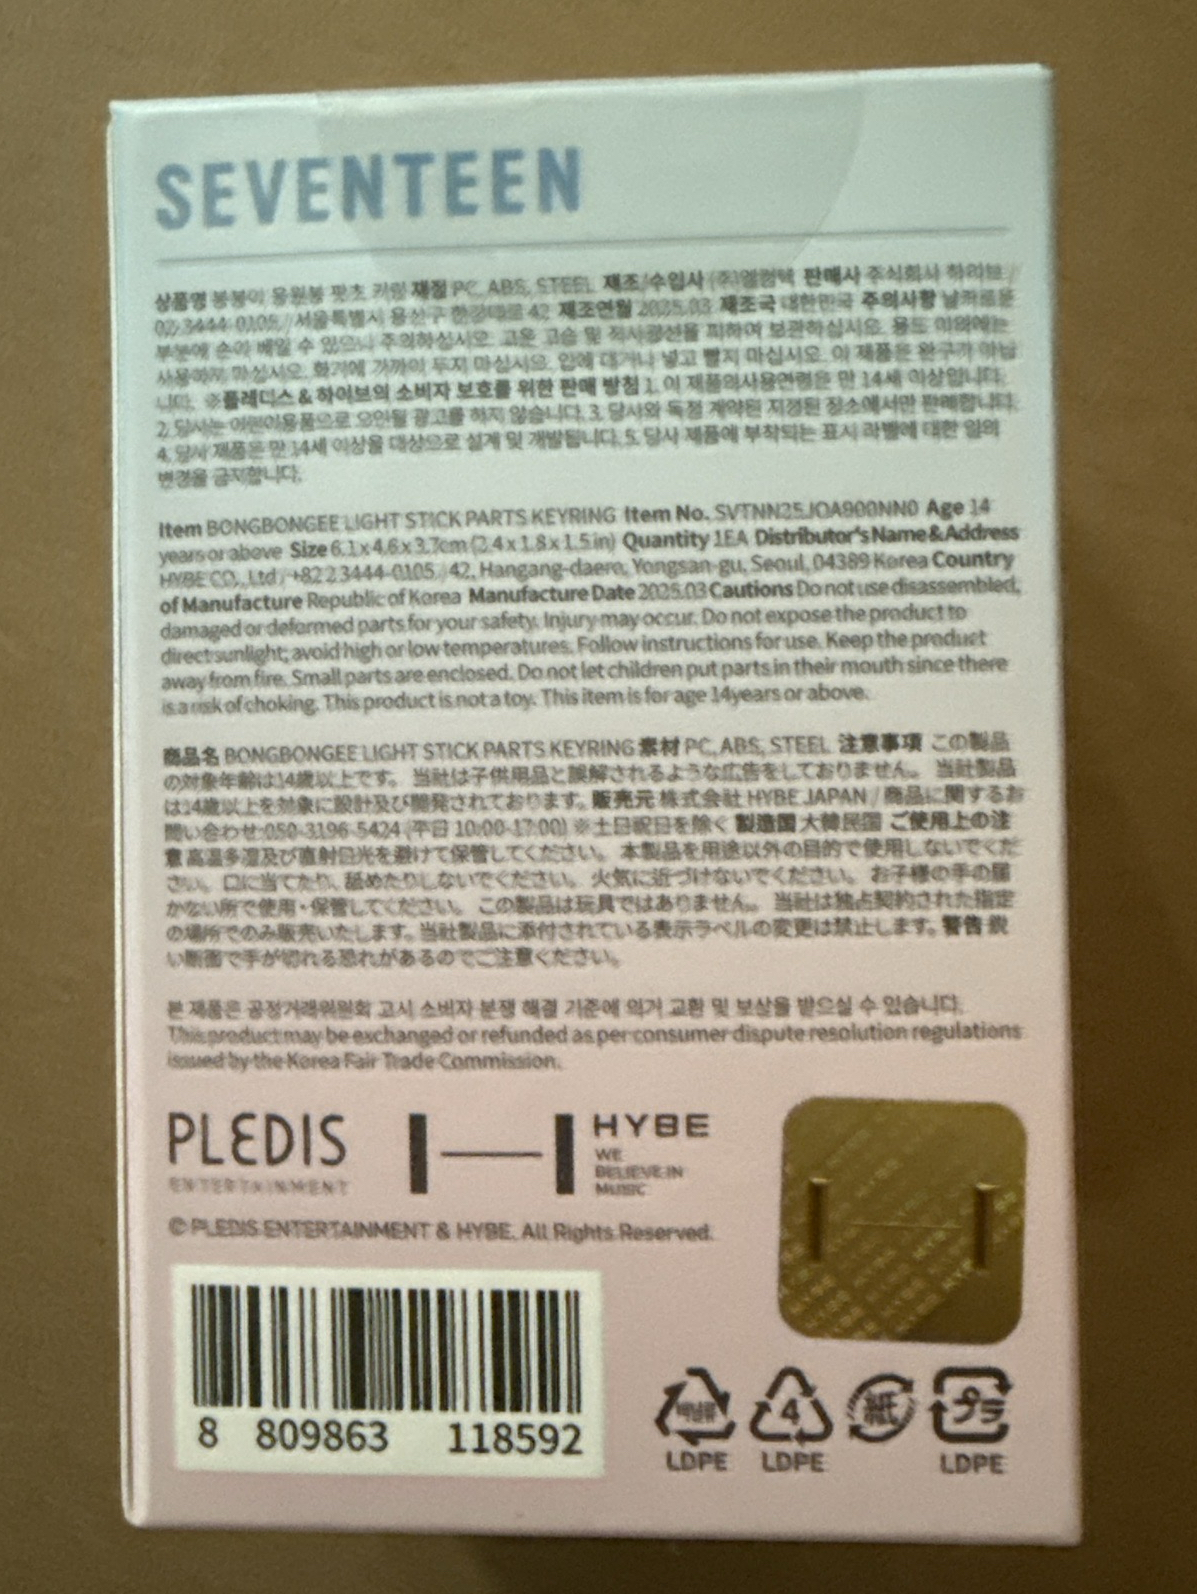 SEVENTEEN
상품명 봉봉이 응원봉 팟츠 키링 재질 PC, ABS, STEEL 제조/수입사 (주)엘컴텍 판매사 주식회사 하이브 /
02-3444-0105 / 서울특별시 용산구 한강대로 42 제조연월 2025.03 제조국 대한민국 주의사항 날카로운
부분에 손이 베일 수 있으니 주의하십시오. 고온 고습 및 직사광선을 피하여 보관하십시오. 용도 이외에는
사용하지 마십시오. 화기에 가까이 두지 마십시오. 입에 대거나 넣고 빨지 마십시오. 이 제품은 완구가 아닙
니다. ※플레디스 & 하이브의 소비자 보호를 위한 판매 방침 1. 이 제품의사용연령은 만 14세 이상입니다.
2. 당사는 어린이용품으로 오인될 광고를 하지 않습니다. 3. 당사와 독점 계약된 지정된 장소에서만 판매합니다.
4. 당사 제품은 만 14세 이상을 대상으로 설계 및 개발됩니다. 5. 당사 제품에 부착되는 표시 라벨에 대한 임의
변경을 금지합니다.
Item BONGBONGEE LIGHT STICK PARTS KEYRING Item No. SVTNN25JOA900NN0 Age 14
years or above Size 6.1 x 4.6 x 3.7cm (2.4 x 1.8 x 1.5 in) Quantity 1EA Distributor's Name & Address
HYBE CO., Ltd / +82 2 3444-0105 / 42, Hangang-daero, Yongsan-gu, Seoul, 04389 Korea Country
of Manufacture Republic of Korea Manufacture Date 2025.03 Cautions Do not use disassembled,
damaged or deformed parts for your safety. Injury may occur. Do not expose the product to
direct sunlight; avoid high or low temperatures. Follow instructions for use. Keep the product
away from fire. Small parts are enclosed. Do not let children put parts in their mouth since there
is a risk of choking. This product is not a toy. This item is for age 14years or above.
商品名 BONGBONGEE LIGHT STICK PARTS KEYRING 素材 PC, ABS, STEEL 注意事項 この製品
の対象年齢は14歳以上です。 当社は子供用品と誤解されるような広告をしておりません。 当社製品
は14歳以上を対象に設計及び開発されております。販売元 株式会社 HYBE JAPAN / 商品に関するお
問い合わせ:050-3196-5424 (平日 10:00-17:00) ※土日祝日を除く 製造国 大韓民国 ご使用上の注
意 高温多湿及び直射日光を避けて保管してください。 本製品を用途以外の目的で使用しないでくだ
さい。 口に当てたり、舐めたりしないでください。 火気に近づけないでください。 お子様の手の届
かない所で使用・保管してください。 この製品は玩具ではありません。 当社は独占契約された指定
の場所でのみ販売いたします。当社製品に添付されている表示ラベルの変更は禁止します。警告 鋭
い断面で手が切れる恐れがあるのでご注意ください。
본 제품은 공정거래위원회 고시 소비자 분쟁 해결 기준에 의거 교환 및 보상을 받으실 수 있습니다.
This product may be exchanged or refunded as per consumer dispute resolution regulations
issued by the Korea Fair Trade Commission.
PLEDIS
ENTERTAINMENT
HYBE
WE
BELIEVE IN
MUSIC
© PLEDIS ENTERTAINMENT & HYBE. All Rights Reserved.
8 809863 118592
비닐류 4 紙 プラ
LDPE LDPE LDPE